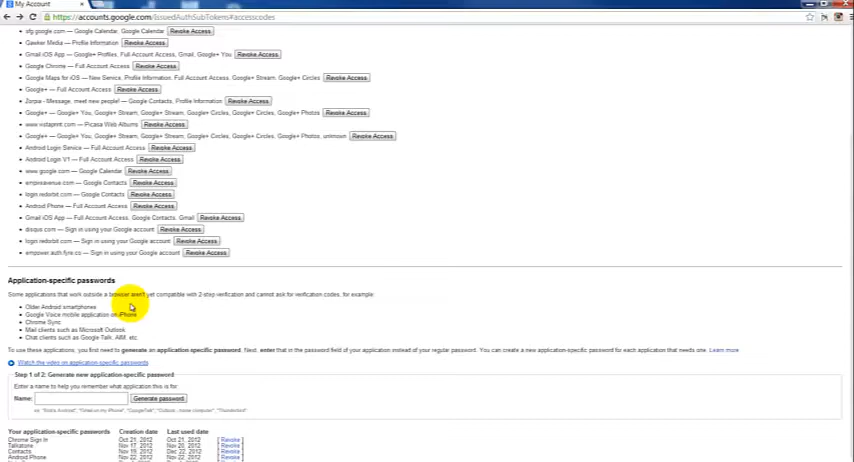 My Account
https://accounts.google.com/IssuedAuthSubTokens#accesscodes
sfg.google.com — Google Calendar, Google Calendar Revoke Access
Gawker Media — Profile Information Revoke Access
Gmail iOS App — Google+ Profiles, Full Account Access, Gmail, Google+ You Revoke Access
Google Chrome — Full Account Access Revoke Access
Google Maps for iOS — New Service, Profile Information, Full Account Access, Google+ Stream, Google+ Circles Revoke Access
Google+ — Full Account Access Revoke Access
Zorpia - Message, meet new people! — Google Contacts, Profile Information Revoke Access
Google+ — Google+ You, Google+ Stream, Google+ Circles, Google+ Circles, Google+ Photos Revoke Access
www.vistaprint.com — Picasa Web Albums Revoke Access
Google+ — Google+ You, Google+ Stream, Google+ Stream, Google+ Circles, Google+ Circles, Google+ Photos, unknown Revoke Access
Android Login Service — Full Account Access Revoke Access
Android Login V1 — Full Account Access Revoke Access
www.google.com — Google Calendar Revoke Access
empireavenue.com — Google Contacts Revoke Access
login.redorbit.com — Google Contacts Revoke Access
Android Phone — Full Account Access Revoke Access
Gmail iOS App — Full Account Access, Google Contacts, Gmail Revoke Access
disqus.com — Sign in using your Google account Revoke Access
login.redorbit.com — Sign in using your Google account Revoke Access
empower.auth.fyre.co — Sign in using your Google account Revoke Access
Application-specific passwords
Some applications that work outside a browser aren't yet compatible with 2-step verification and cannot ask for verification codes, for example:
Older Android smartphones
Google Voice mobile application on iPhone
Chrome Sync
Mail clients such as Microsoft Outlook
Chat clients such as Google Talk, AIM, etc.
To use these applications, you first need to generate an application-specific password. Next, enter that in the password field of your application instead of your regular password. You can create a new application-specific password for each application that needs one. Learn more
Watch the video on application-specific passwords
Step 1 of 2: Generate new application-specific password
Enter a name to help you remember what application this is for:
Name: Generate password
ex: "Bob's Android", "Gmail on my iPhone", "GoogleTalk", "Outlook - home computer", "Thunderbird"
Your application-specific passwords Creation date Last used date
Chrome Sign In Oct 21, 2012 Oct 21, 2012 [ Revoke ]
Talkatone Nov 17, 2012 Nov 20, 2012 [ Revoke ]
Contacts Nov 19, 2012 Dec 22, 2012 [ Revoke ]
Android Phone Nov 22, 2012 Nov 22, 2012 [ Revoke ]